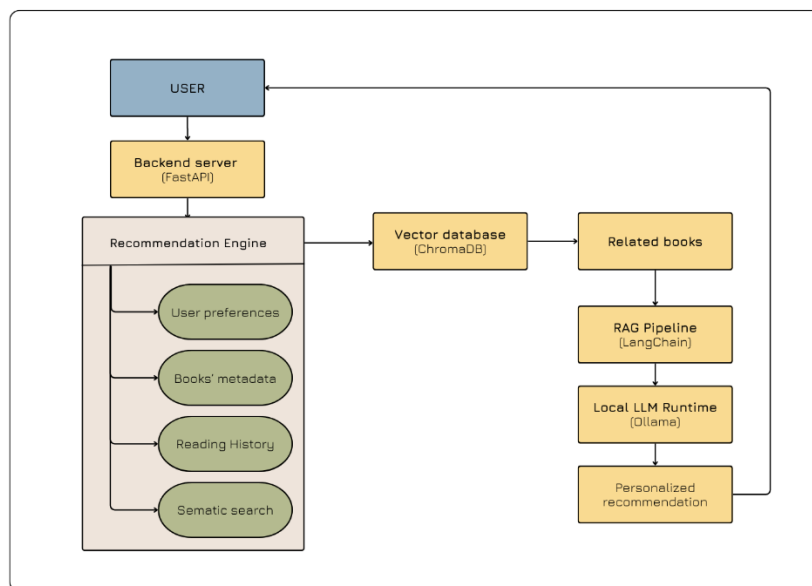 USER
Backend server
(FastAPI)
Recommendation Engine
User preferences
Books' metadata
Reading History
Sematic search
Vector database
(ChromaDB)
Related books
RAG Pipeline
(LangChain)
Local LLM Runtime
(Ollama)
Personalized
recommendation